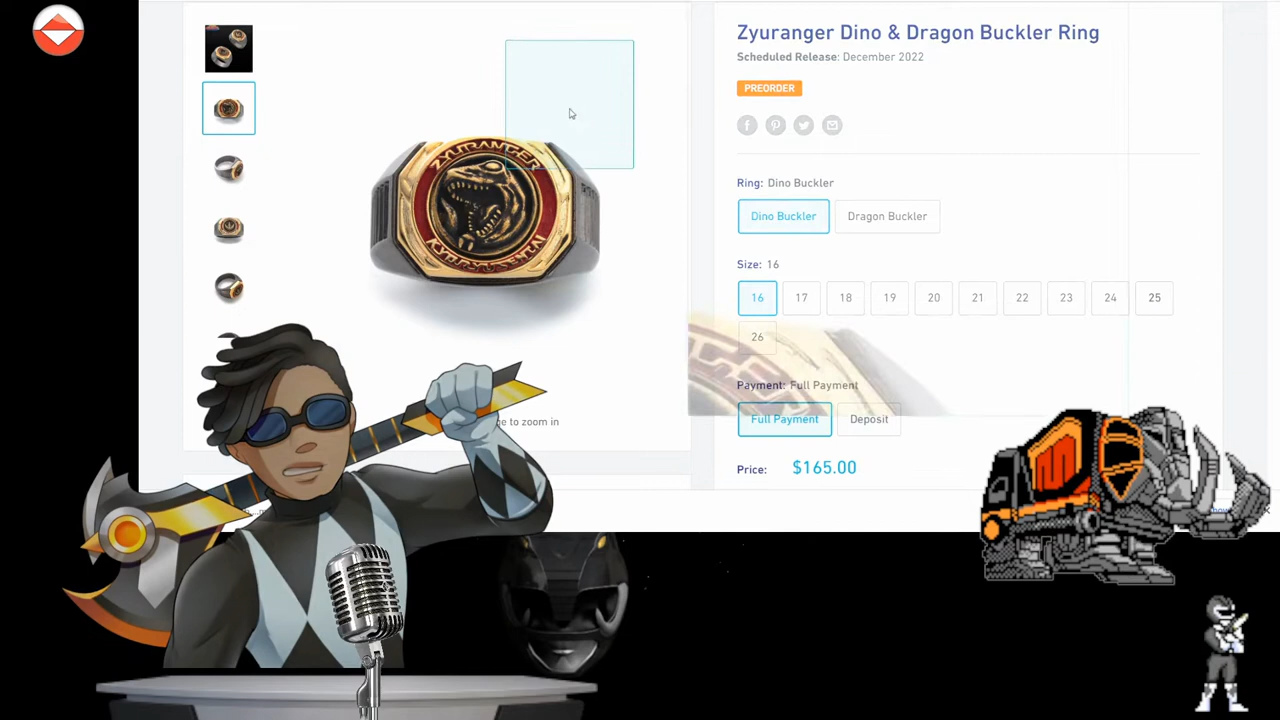 Zyuranger Dino & Dragon Buckler Ring
Scheduled Release: December 2022
PREORDER
ZYURANGER
KYORYUSENTAI
Ring: Dino Buckler
Dino Buckler Dragon Buckler
Size: 16
16 17 18 19 20 21 22 23 24 25
26
Payment: Full Payment
Full Payment Deposit
e to zoom in
Price: $165.00